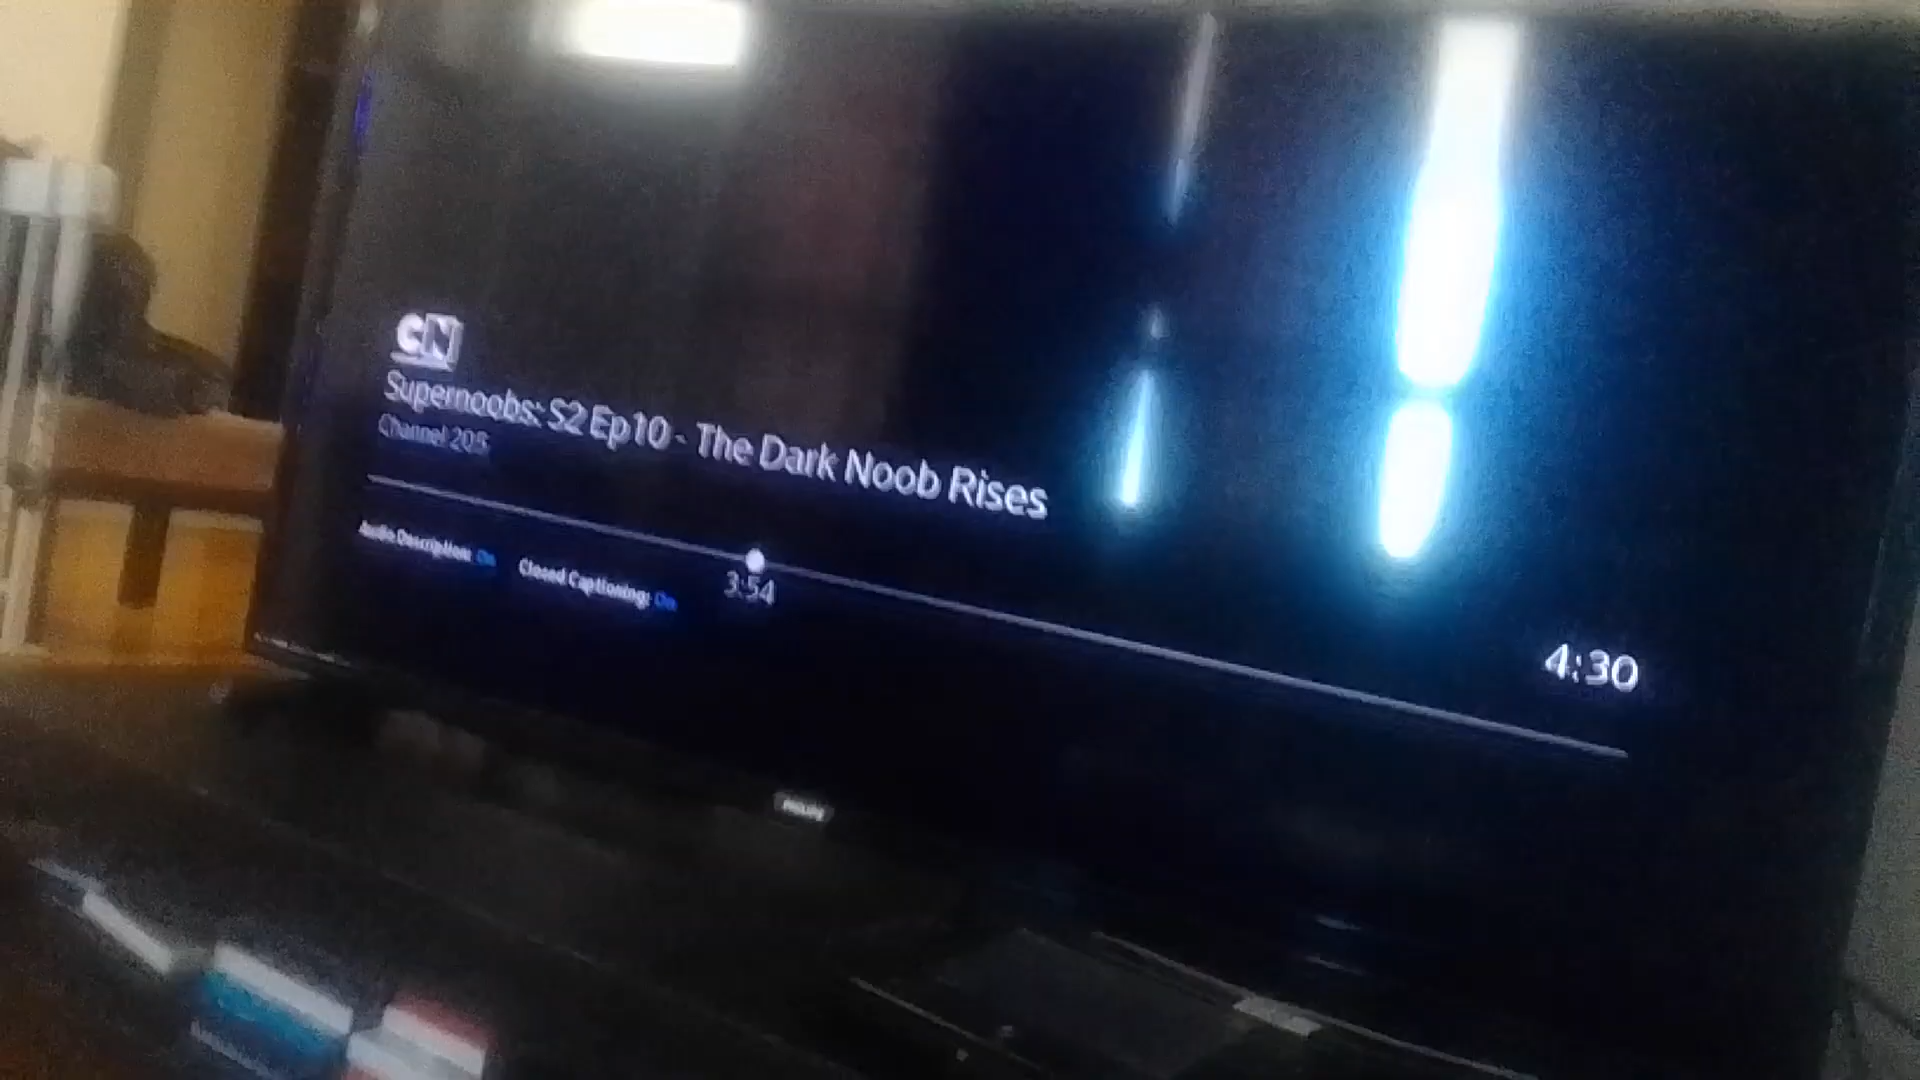 CN
Supernoobs: S2 Ep10 - The Dark Noob Rises
Channel 205
Audio Description: On Closed Captioning: On
3:54
4:30
PHILIPS